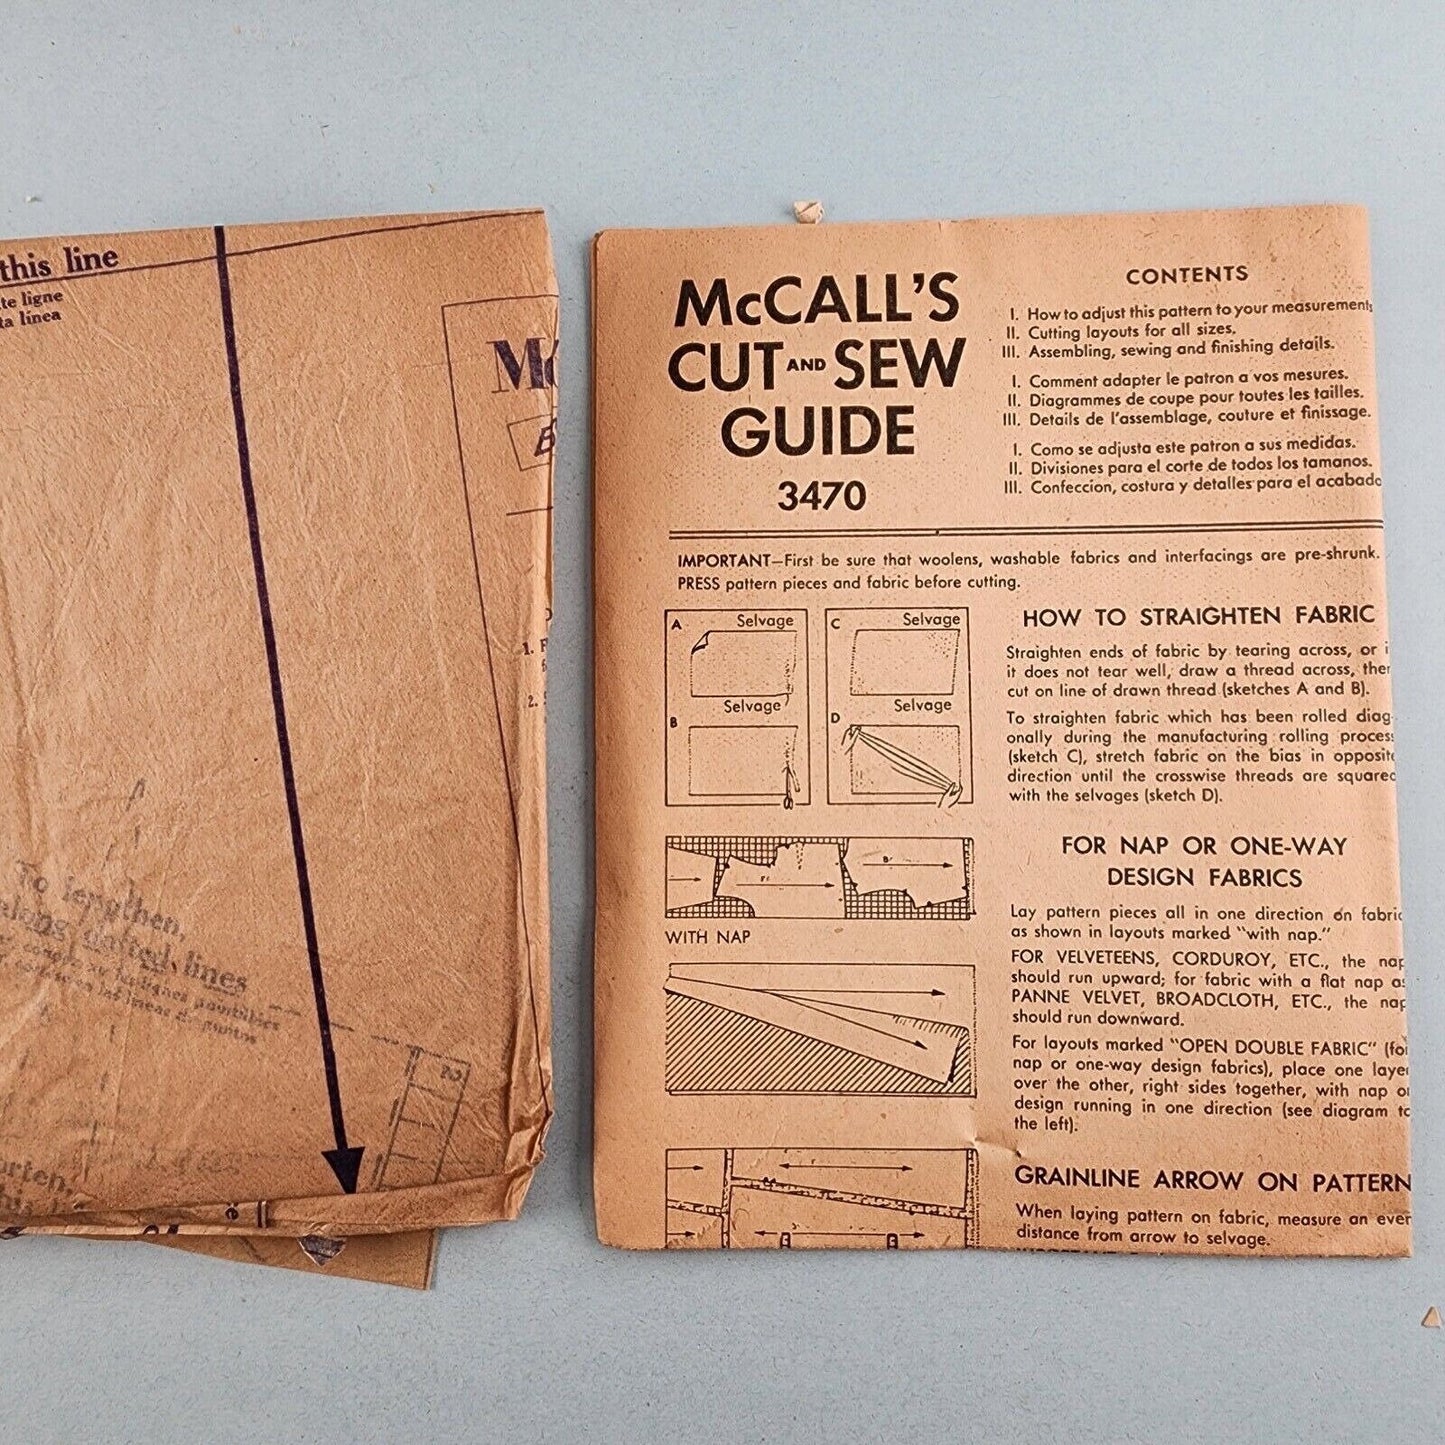 this line
te ligne
ta línea
Mc
1.
2.
To lengthen,
along dotted lines
orten,
McCALL'S
CUT AND SEW
GUIDE
3470
CONTENTS
I. How to adjust this pattern to your measurements
II. Cutting layouts for all sizes.
III. Assembling, sewing and finishing details.
I. Comment adapter le patron a vos mesures.
II. Diagrammes de coupe pour toutes les tailles.
III. Details de l'assemblage, couture et finissage.
I. Como se adjusta este patron a sus medidas.
II. Divisiones para el corte de todos los tamanos.
III. Confeccion, costura y detalles para el acabado
IMPORTANT—First be sure that woolens, washable fabrics and interfacings are pre-shrunk.
PRESS pattern pieces and fabric before cutting.
A
Selvage
Selvage
B
C
Selvage
Selvage
D
HOW TO STRAIGHTEN FABRIC
Straighten ends of fabric by tearing across, or i
it does not tear well, draw a thread across, then
cut on line of drawn thread (sketches A and B).
To straighten fabric which has been rolled diag-
onally during the manufacturing rolling process
(sketch C), stretch fabric on the bias in opposite
direction until the crosswise threads are squared
with the selvages (sketch D).
F
B
WITH NAP
FOR NAP OR ONE-WAY
DESIGN FABRICS
Lay pattern pieces all in one direction on fabric
as shown in layouts marked "with nap."
FOR VELVETEENS, CORDUROY, ETC., the nap
should run upward; for fabric with a flat nap as
PANNE VELVET, BROADCLOTH, ETC., the nap
should run downward.
For layouts marked "OPEN DOUBLE FABRIC" (for
nap or one-way design fabrics), place one layer
over the other, right sides together, with nap or
design running in one direction (see diagram to
the left).
GRAINLINE ARROW ON PATTERN
When laying pattern on fabric, measure an even
distance from arrow to selvage.